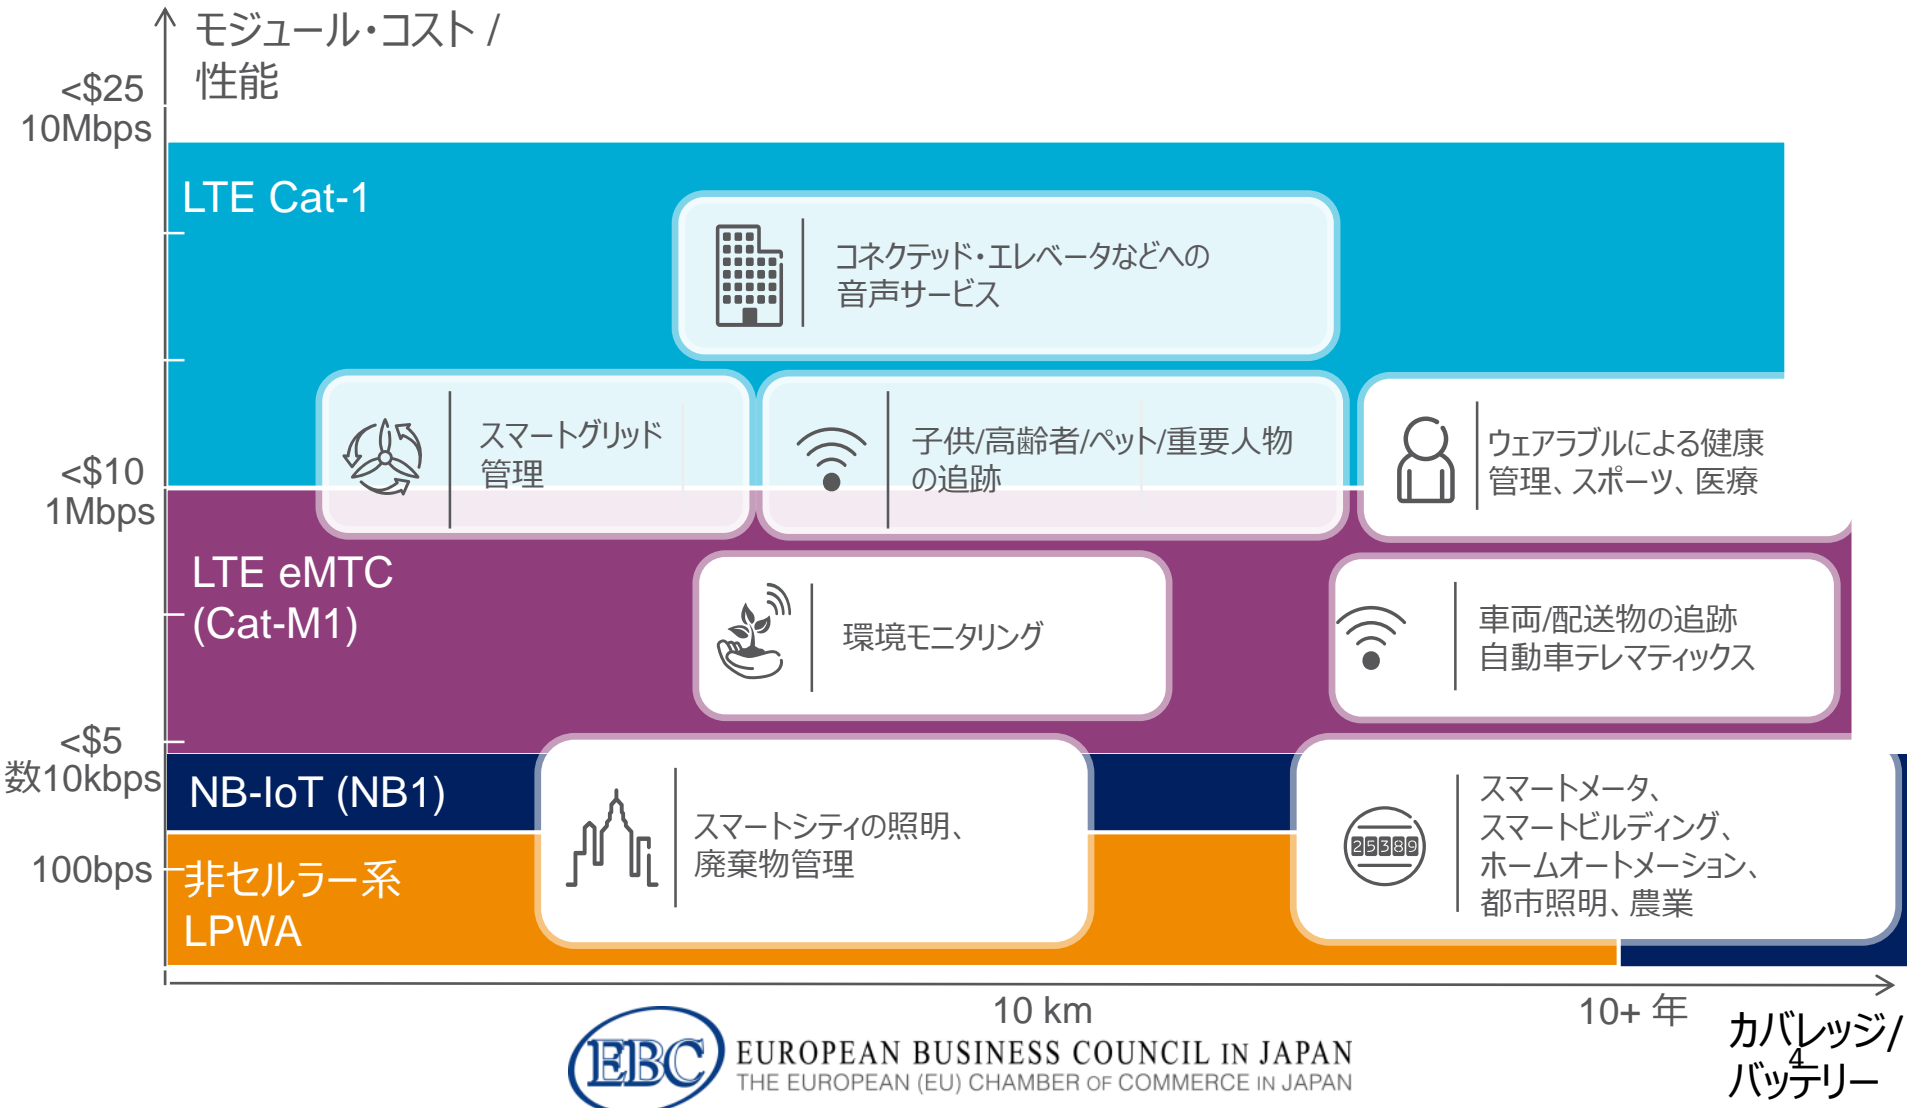 モジュール・コスト /
性能
<$25
10Mbps
LTE Cat-1
コネクテッド・エレベータなどへの
音声サービス
スマートグリッド
管理
子供/高齢者/ペット/重要人物
の追跡
ウェアラブルによる健康
管理、スポーツ、医療
<$10
1Mbps
LTE eMTC
(Cat-M1)
環境モニタリング
車両/配送物の追跡
自動車テレマティックス
<$5
数10kbps
NB-IoT (NB1)
スマートシティの照明、
廃棄物管理
25389
スマートメータ、
スマートビルディング、
ホームオートメーション、
都市照明、農業
100bps
非セルラー系
LPWA
10 km
10+ 年
カバレッジ/
バッテリー
4
EBC
EUROPEAN BUSINESS COUNCIL IN JAPAN
THE EUROPEAN (EU) CHAMBER OF COMMERCE IN JAPAN